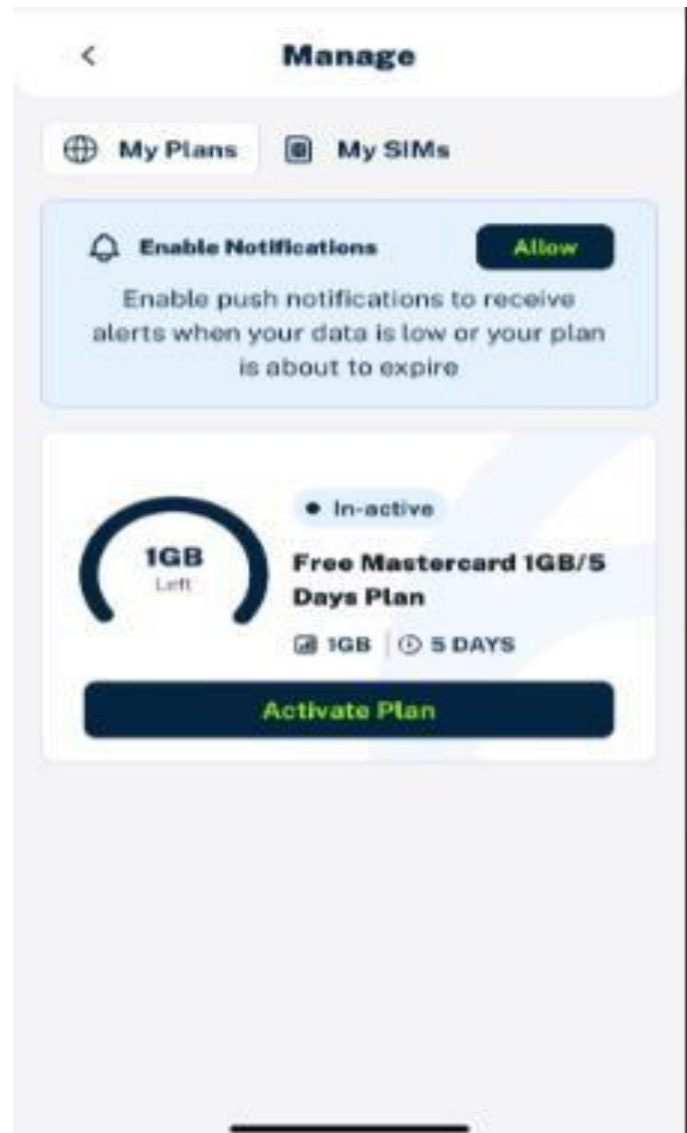 Manage
My Plans
My SIMs
Enable Notifications
Allow
Enable push notifications to receive
alerts when your data is low or your plan
is about to expire
In-active
1GB
Left
Free Mastercard 1GB/5
Days Plan
1GB
5 DAYS
Activate Plan